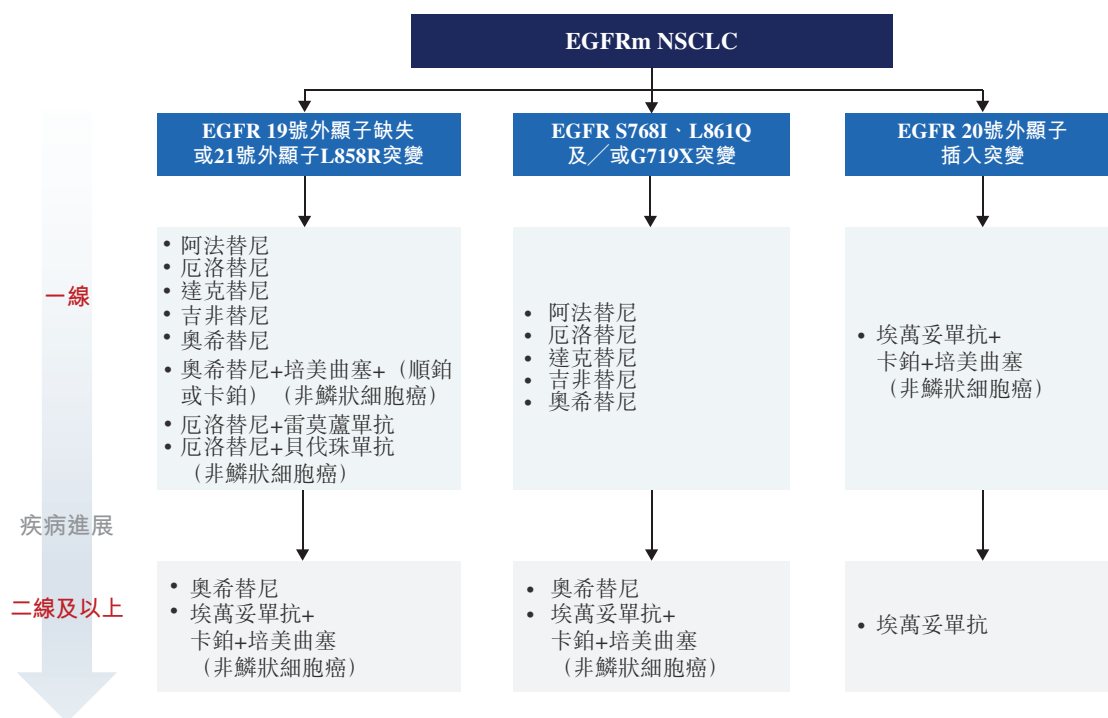 EGFRm NSCLC
EGFR 19號外顯子缺失
或21號外顯子L858R突變
EGFR S768I、L861Q
及／或G719X突變
EGFR 20號外顯子
插入突變
一線
• 阿法替尼
• 厄洛替尼
• 達克替尼
• 吉非替尼
• 奧希替尼
• 奧希替尼+培美曲塞+（順鉑
或卡鉑）（非鱗狀細胞癌）
• 厄洛替尼+雷莫蘆單抗
• 厄洛替尼+貝伐珠單抗
（非鱗狀細胞癌）
• 阿法替尼
• 厄洛替尼
• 達克替尼
• 吉非替尼
• 奧希替尼
• 埃萬妥單抗+
卡鉑+培美曲塞
（非鱗狀細胞癌）
疾病進展
二線及以上
• 奧希替尼
• 埃萬妥單抗+
卡鉑+培美曲塞
（非鱗狀細胞癌）
• 奧希替尼
• 埃萬妥單抗+
卡鉑+培美曲塞
（非鱗狀細胞癌）
• 埃萬妥單抗